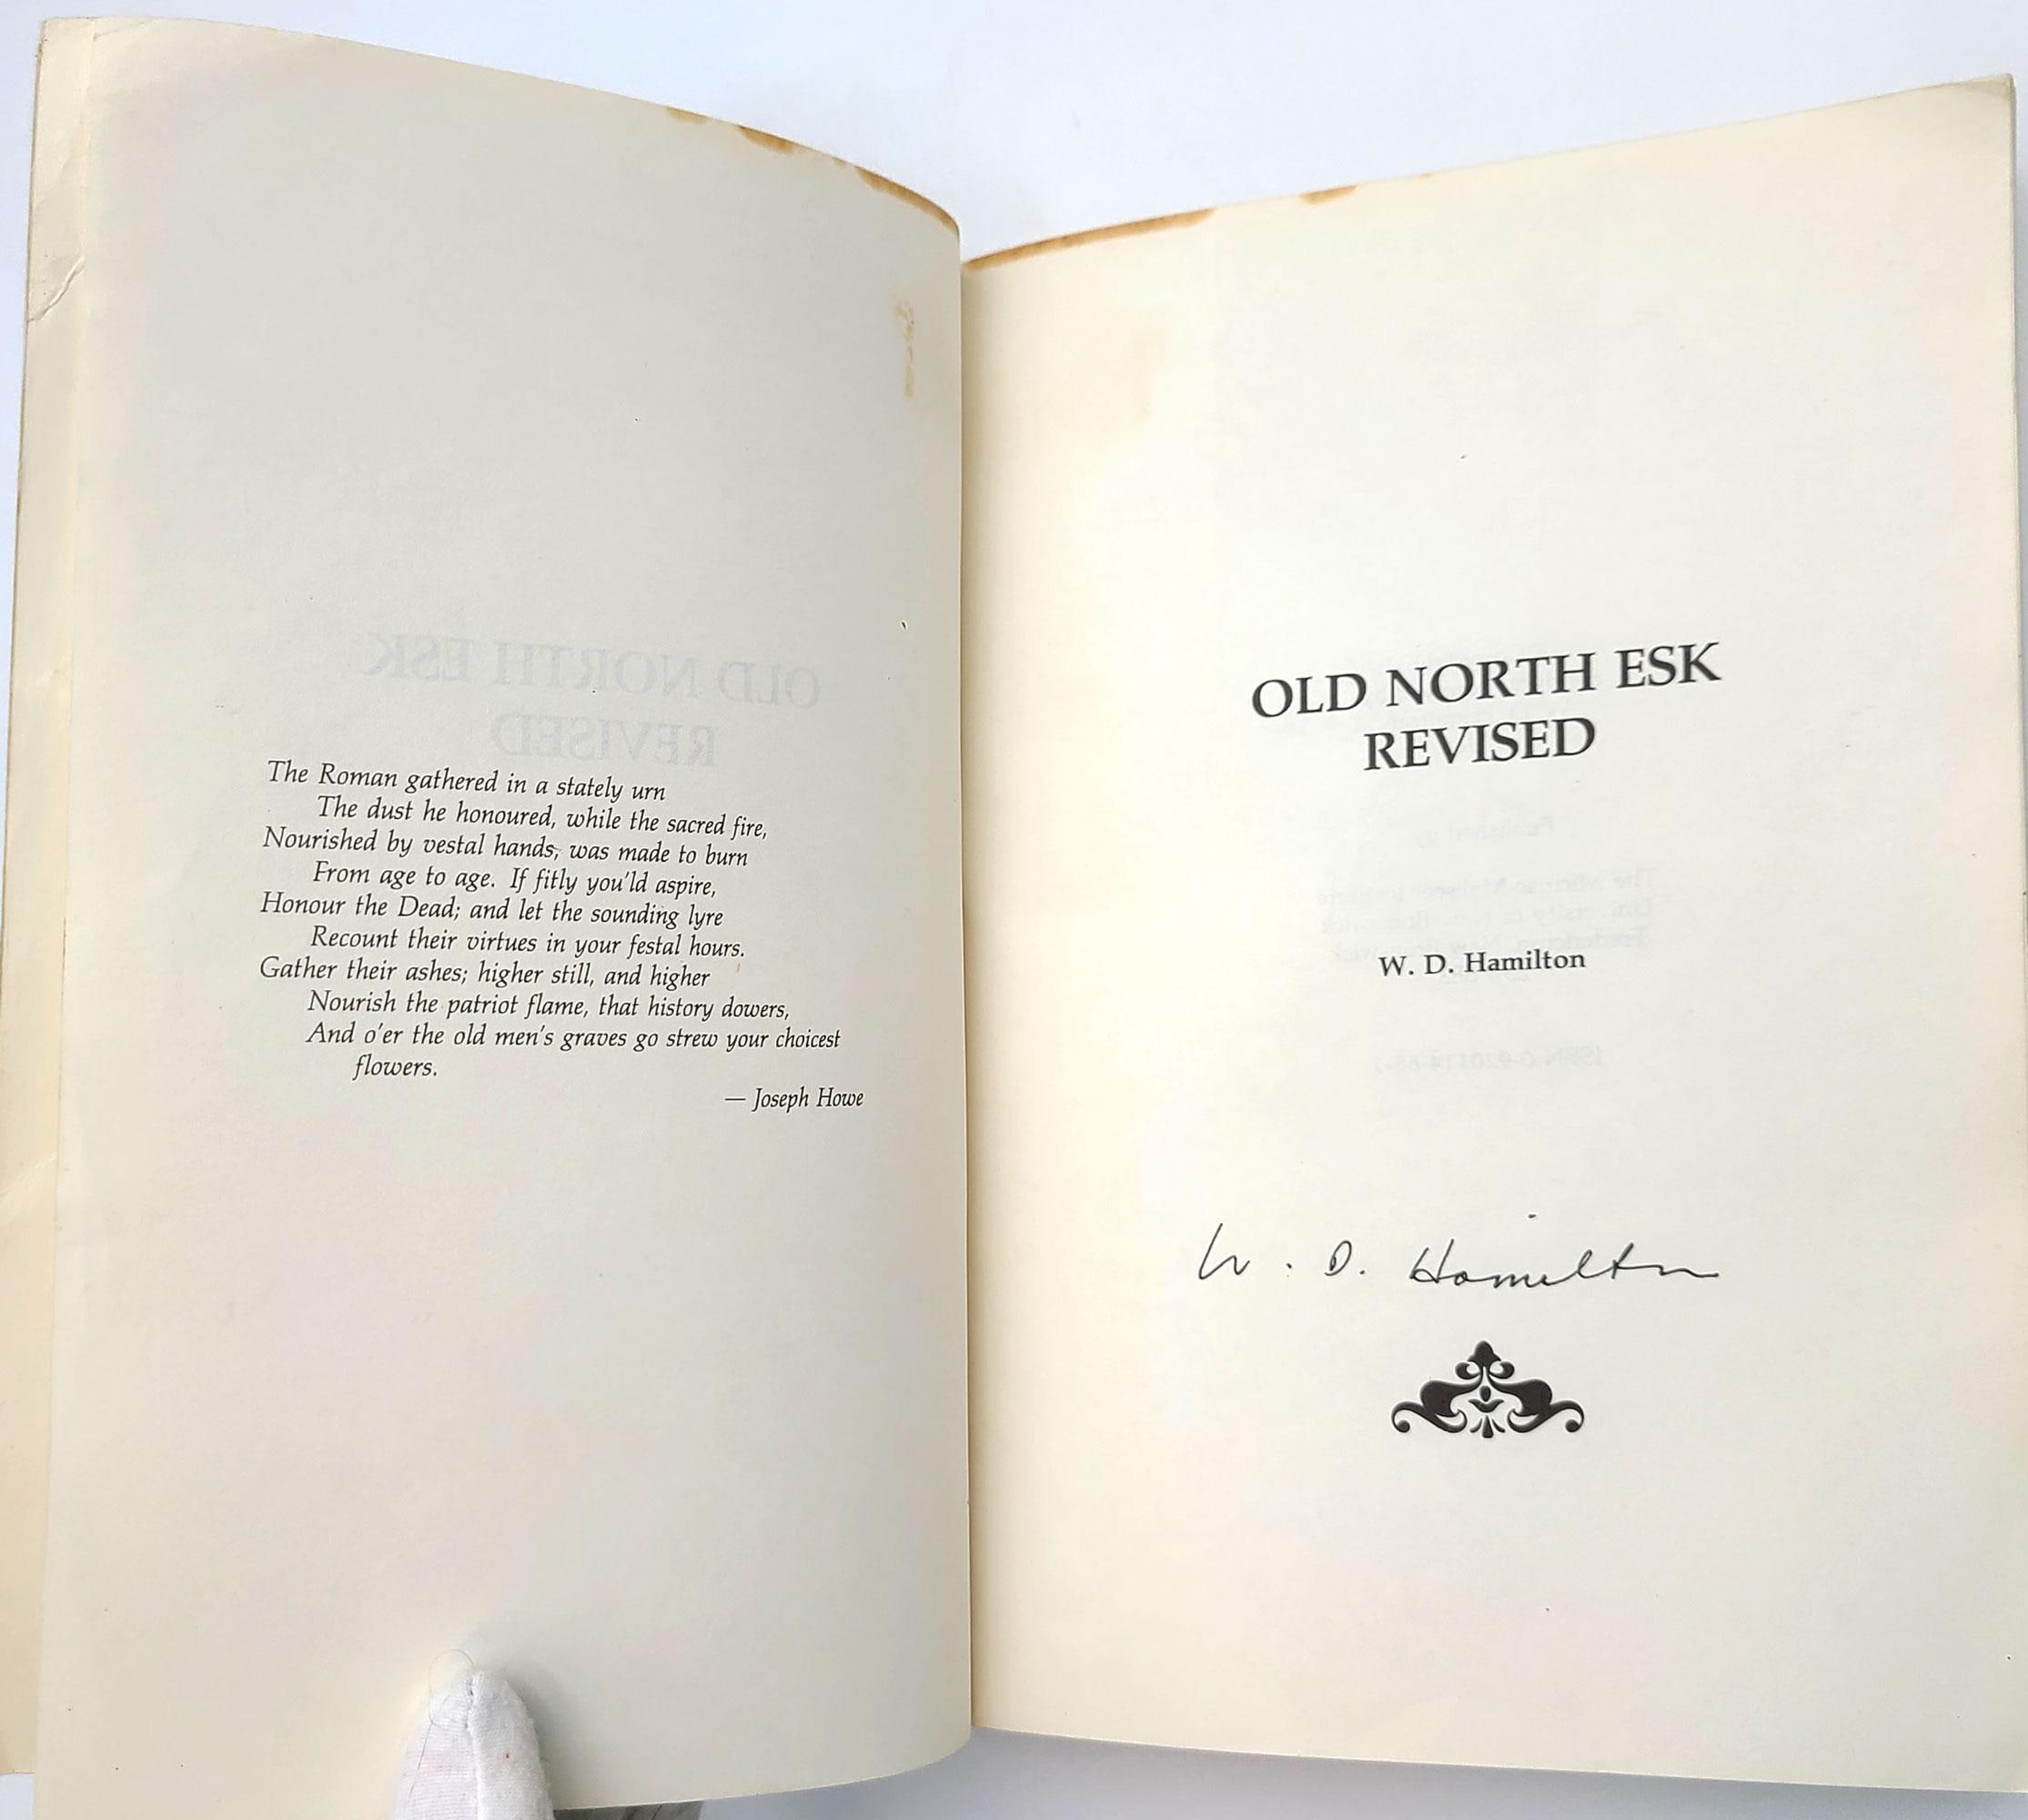 The Roman gathered in a stately urn
The dust he honoured, while the sacred fire,
Nourished by vestal hands, was made to burn
From age to age. If fitly you'ld aspire,
Honour the Dead; and let the sounding lyre
Recount their virtues in your festal hours.
Gather their ashes; higher still, and higher
Nourish the patriot flame, that history dowers,
And o'er the old men's graves go strew your choicest
flowers.
— Joseph Howe
OLD NORTH ESK
REVISED
W. D. Hamilton
W. D. Hamilton